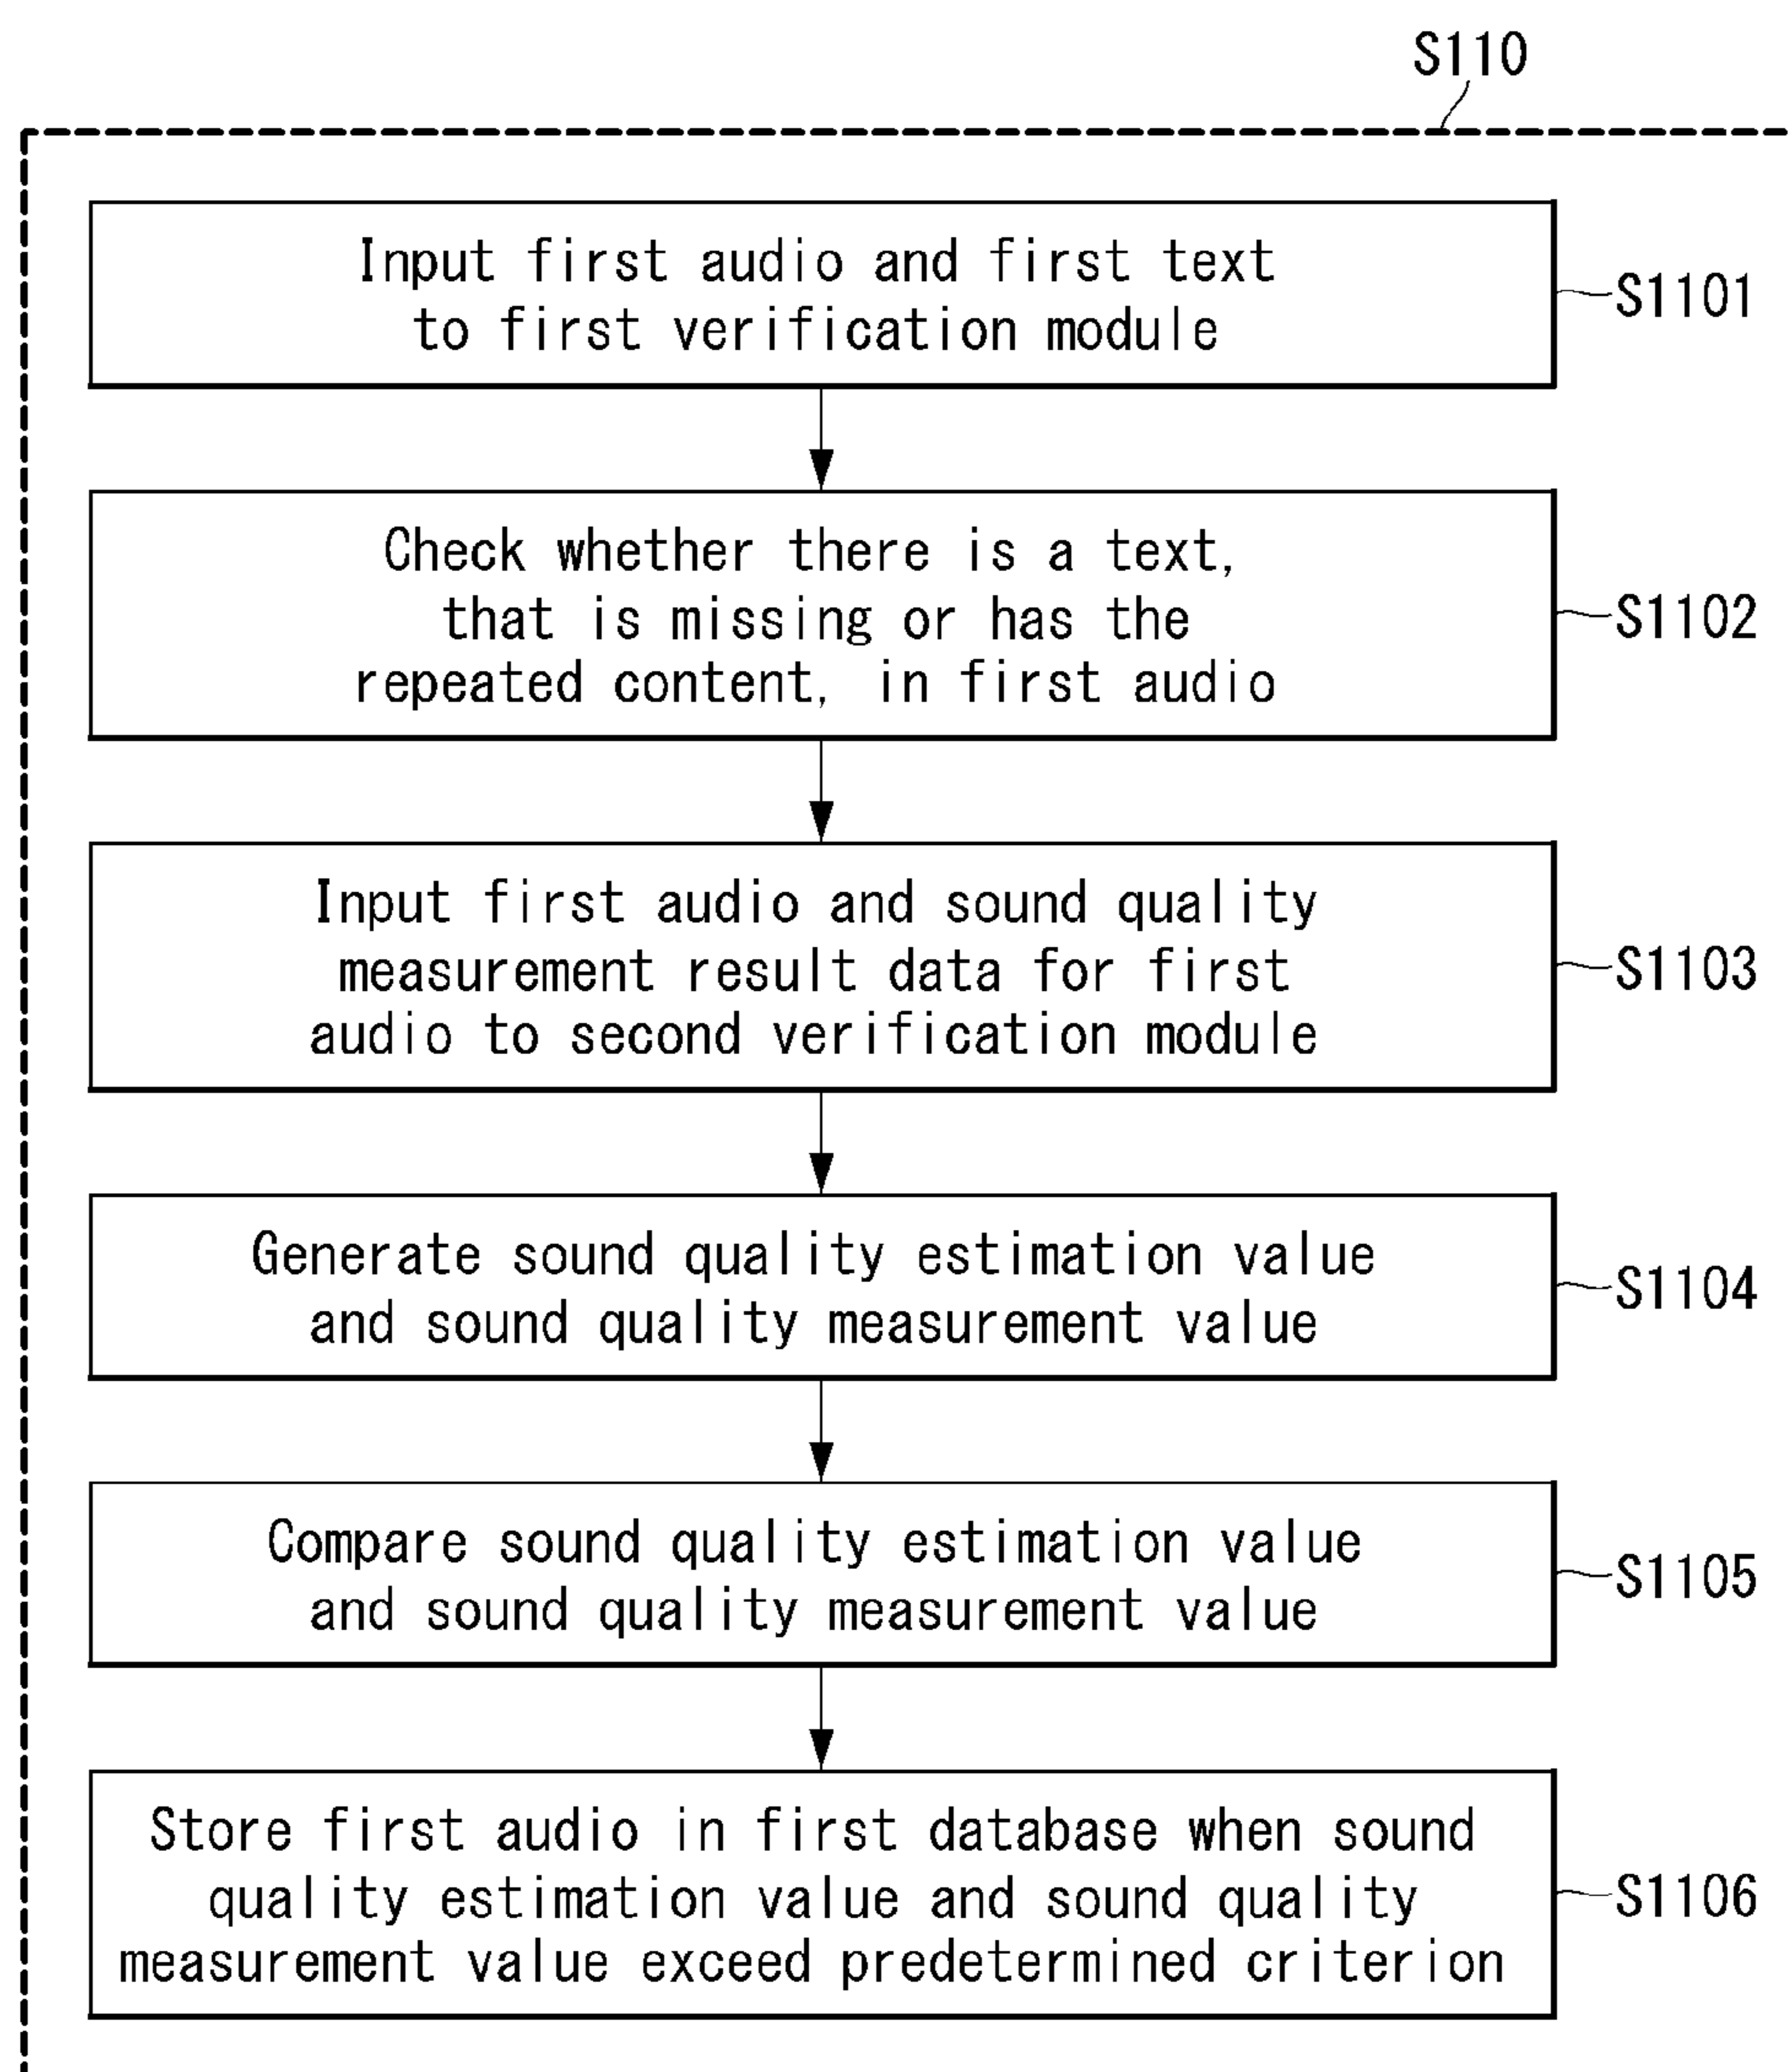 S110
Input first audio and first text
to first verification module
S1101
Check whether there is a text,
that is missing or has the
repeated content, in first audio
S1102
Input first audio and sound quality
measurement result data for first
audio to second verification module
S1103
Generate sound quality estimation value
and sound quality measurement value
S1104
Compare sound quality estimation value
and sound quality measurement value
S1105
Store first audio in first database when sound
quality estimation value and sound quality
measurement value exceed predetermined criterion
S1106